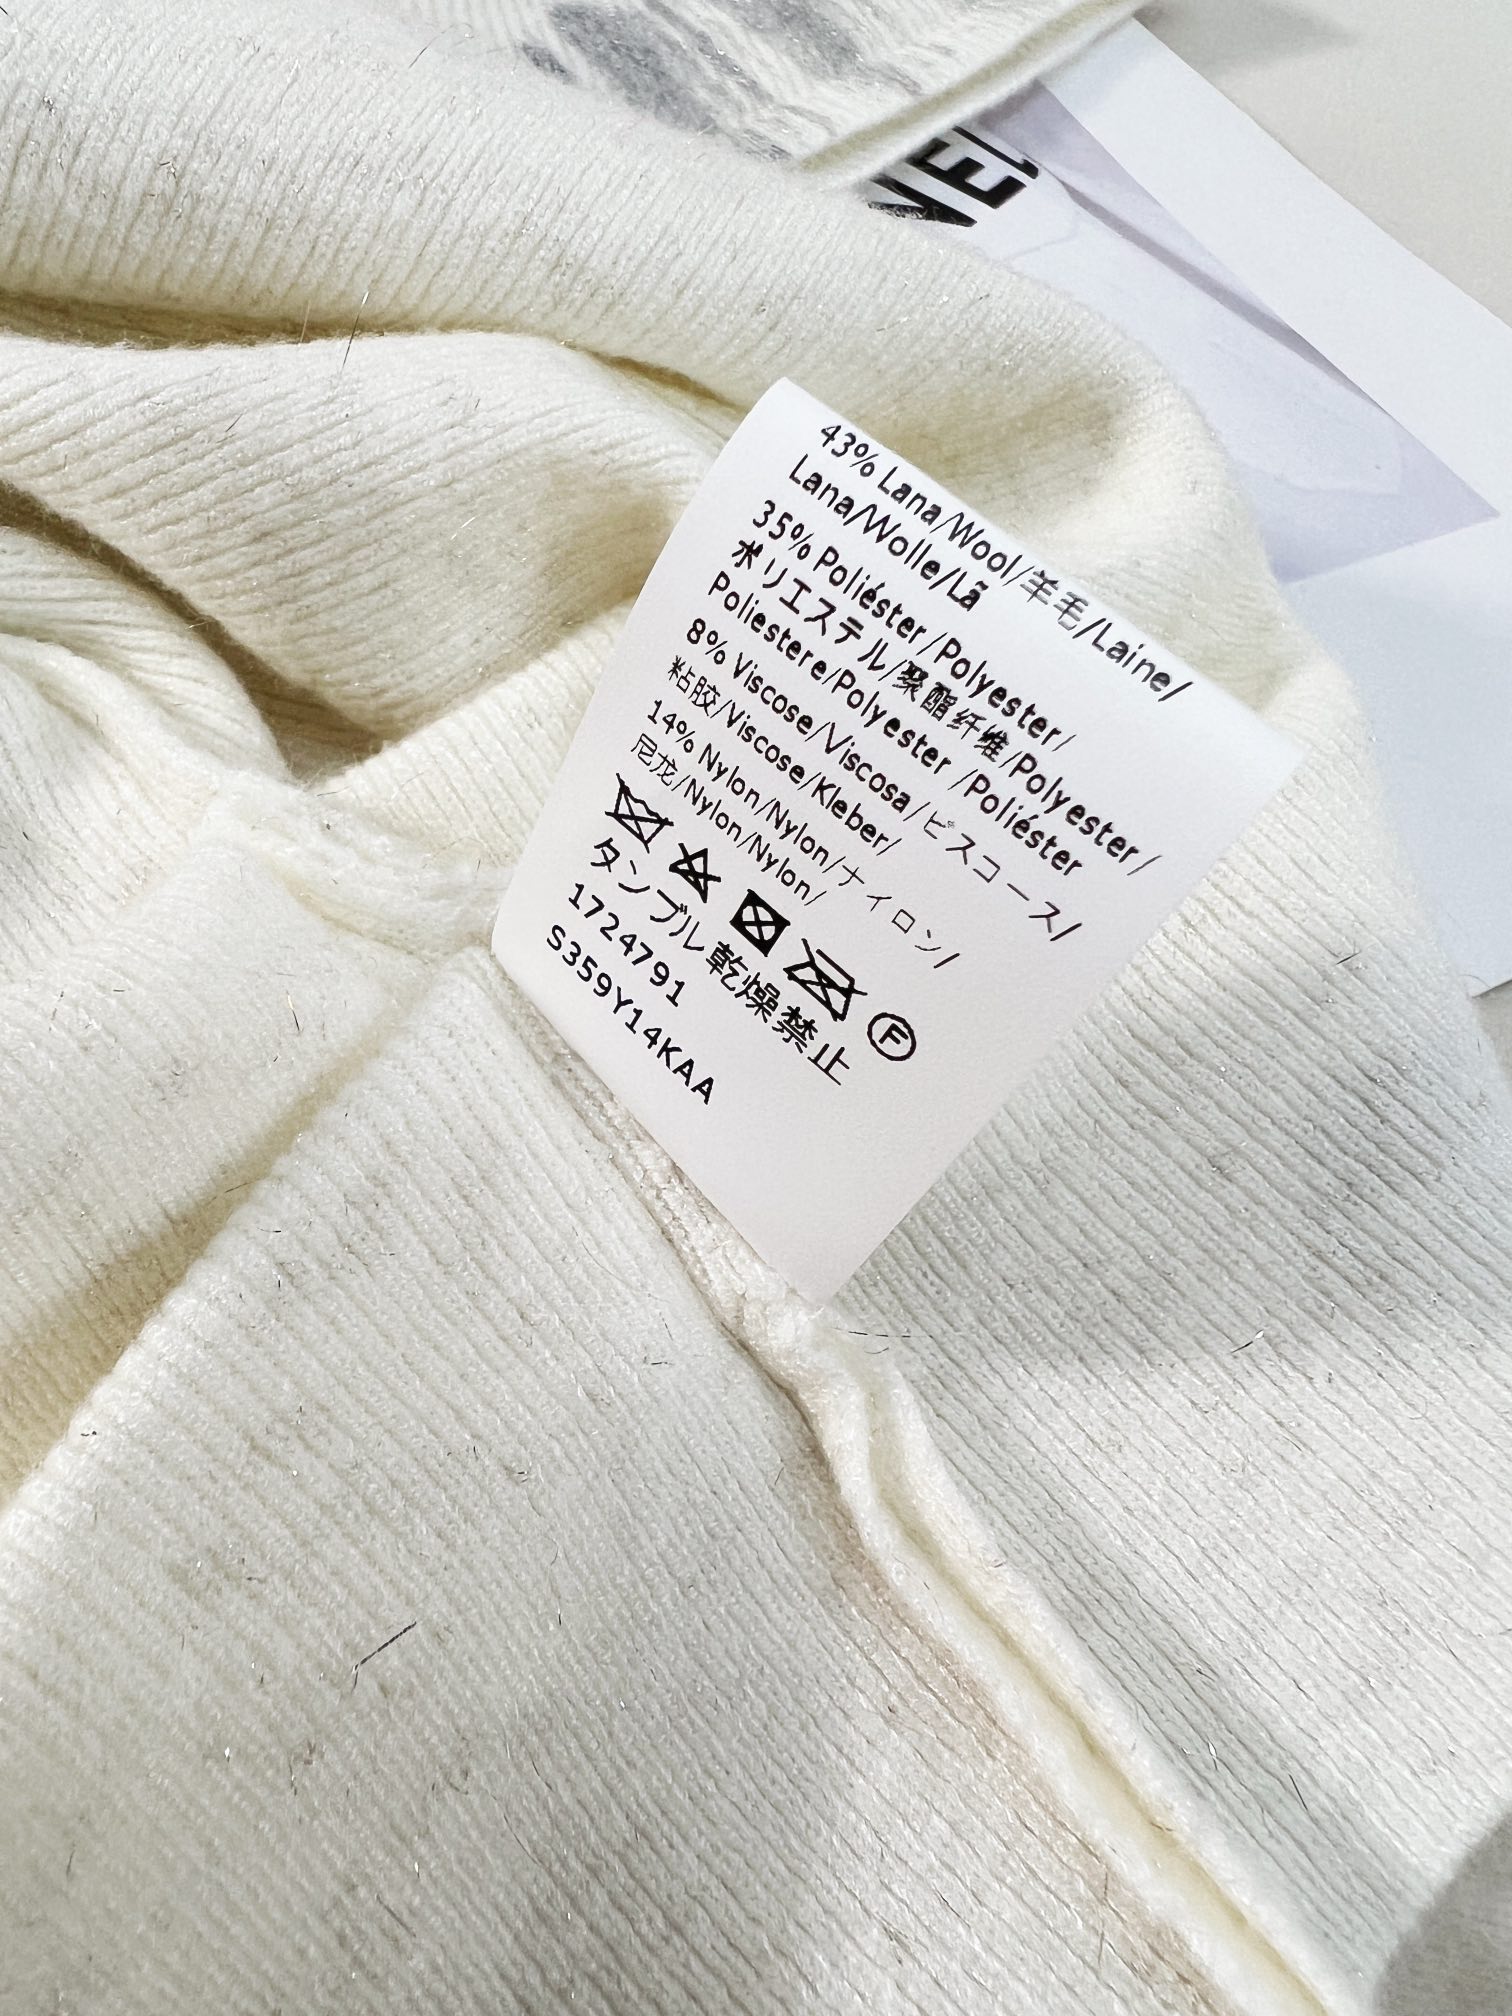 43% Lana/Wool/羊毛/Laine/
Lana/Wolle/Lã
35% Poliéster/Polyester/
ポリエステル/聚酯纤维/Polyester/
Poliestere/Polyester /Poliéster
8% Viscose/Viscosa/ビスコース/
粘胶/Viscose/Kleber/
14% Nylon/Nylon/ナイロン/
尼龙/Nylon/Nylon/
F
タンブル乾燥禁止
1724791
S359Y14KAA